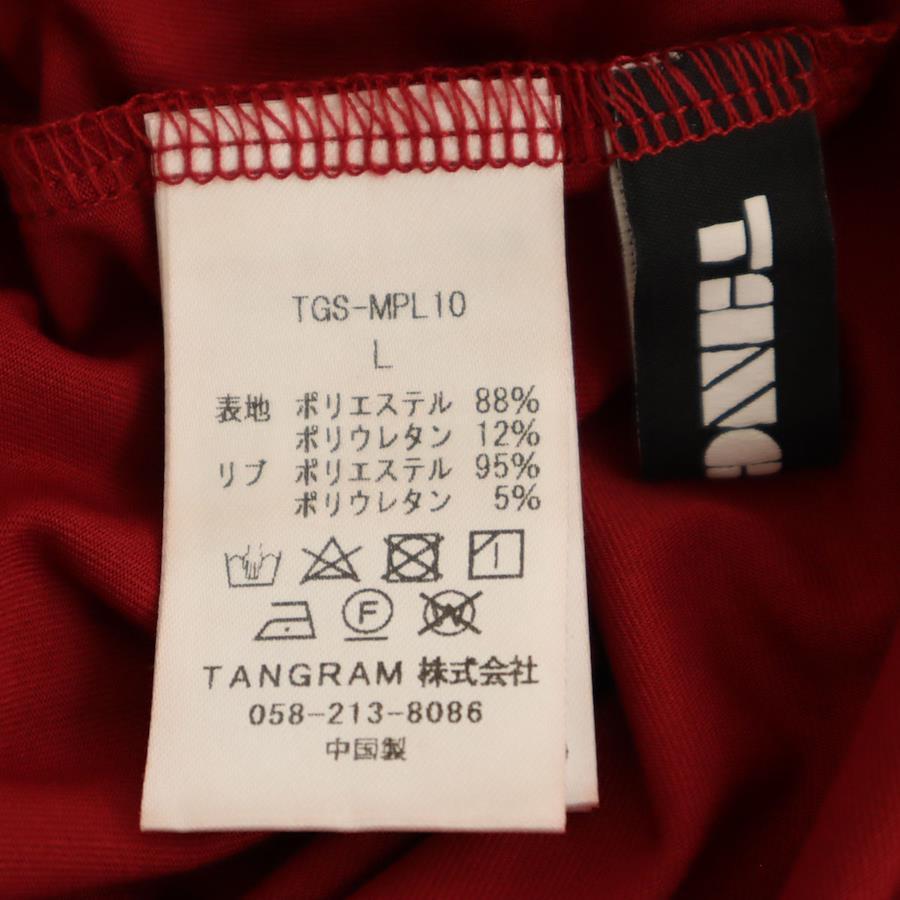 TGS-MPL10
L
表地 ポリエステル 88%
ポリウレタン 12%
リブ ポリエステル 95%
ポリウレタン 5%
F
W
TANGRAM 株式会社
058-213-8086
中国製
TANG